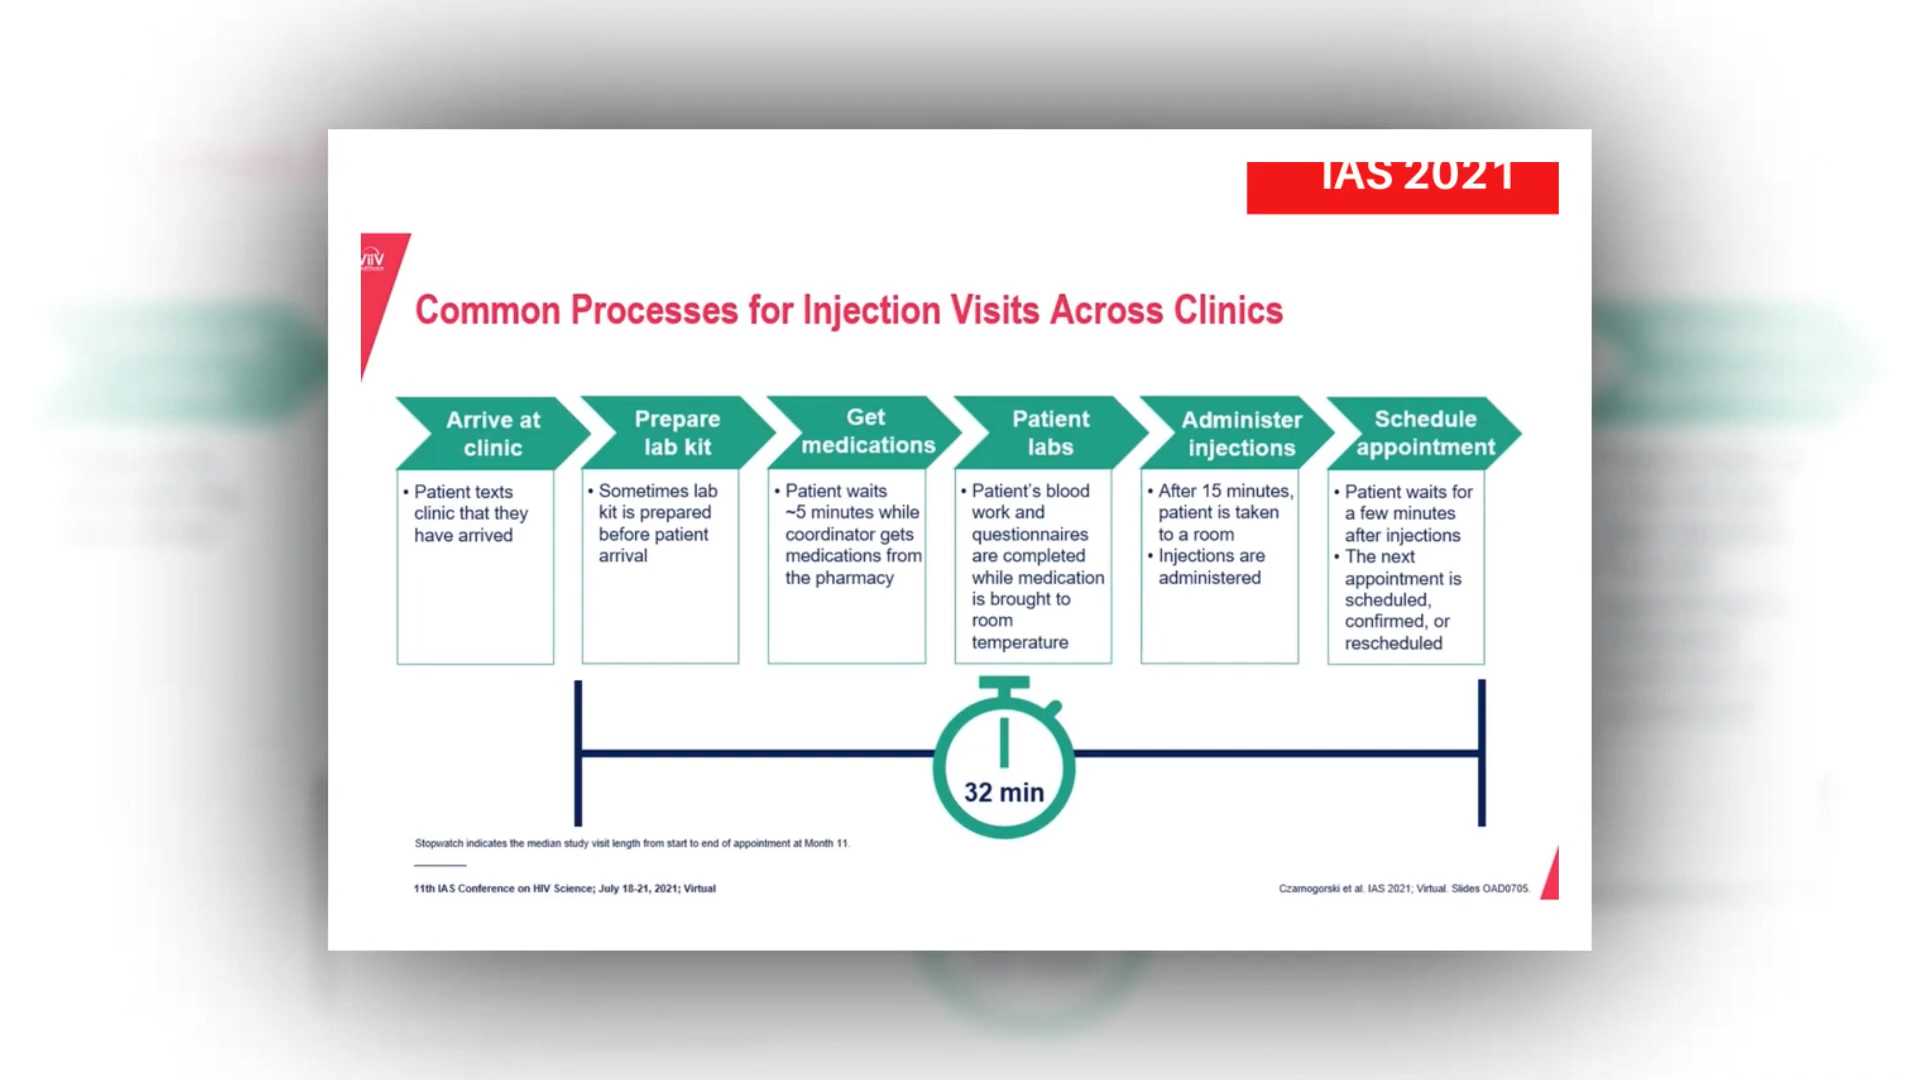 IAS 2021
ViiV
Common Processes for Injection Visits Across Clinics
Arrive at
clinic
• Patient texts
clinic that they
have arrived
Prepare
lab kit
• Sometimes lab
kit is prepared
before patient
arrival
Get
medications
• Patient waits
~5 minutes while
coordinator gets
medications from
the pharmacy
Patient
labs
• Patient's blood
work and
questionnaires
are completed
while medication
is brought to
room
temperature
Administer
injections
• After 15 minutes,
patient is taken
to a room
• Injections are
administered
Schedule
appointment
• Patient waits for
a few minutes
after injections
• The next
appointment is
scheduled,
confirmed, or
rescheduled
32 min
Stopwatch indicates the median study visit length from start to end of appointment at Month 11.
11th IAS Conference on HIV Science; July 18-21, 2021; Virtual
Czarnogorski et al. IAS 2021; Virtual. Slides OAD0705.